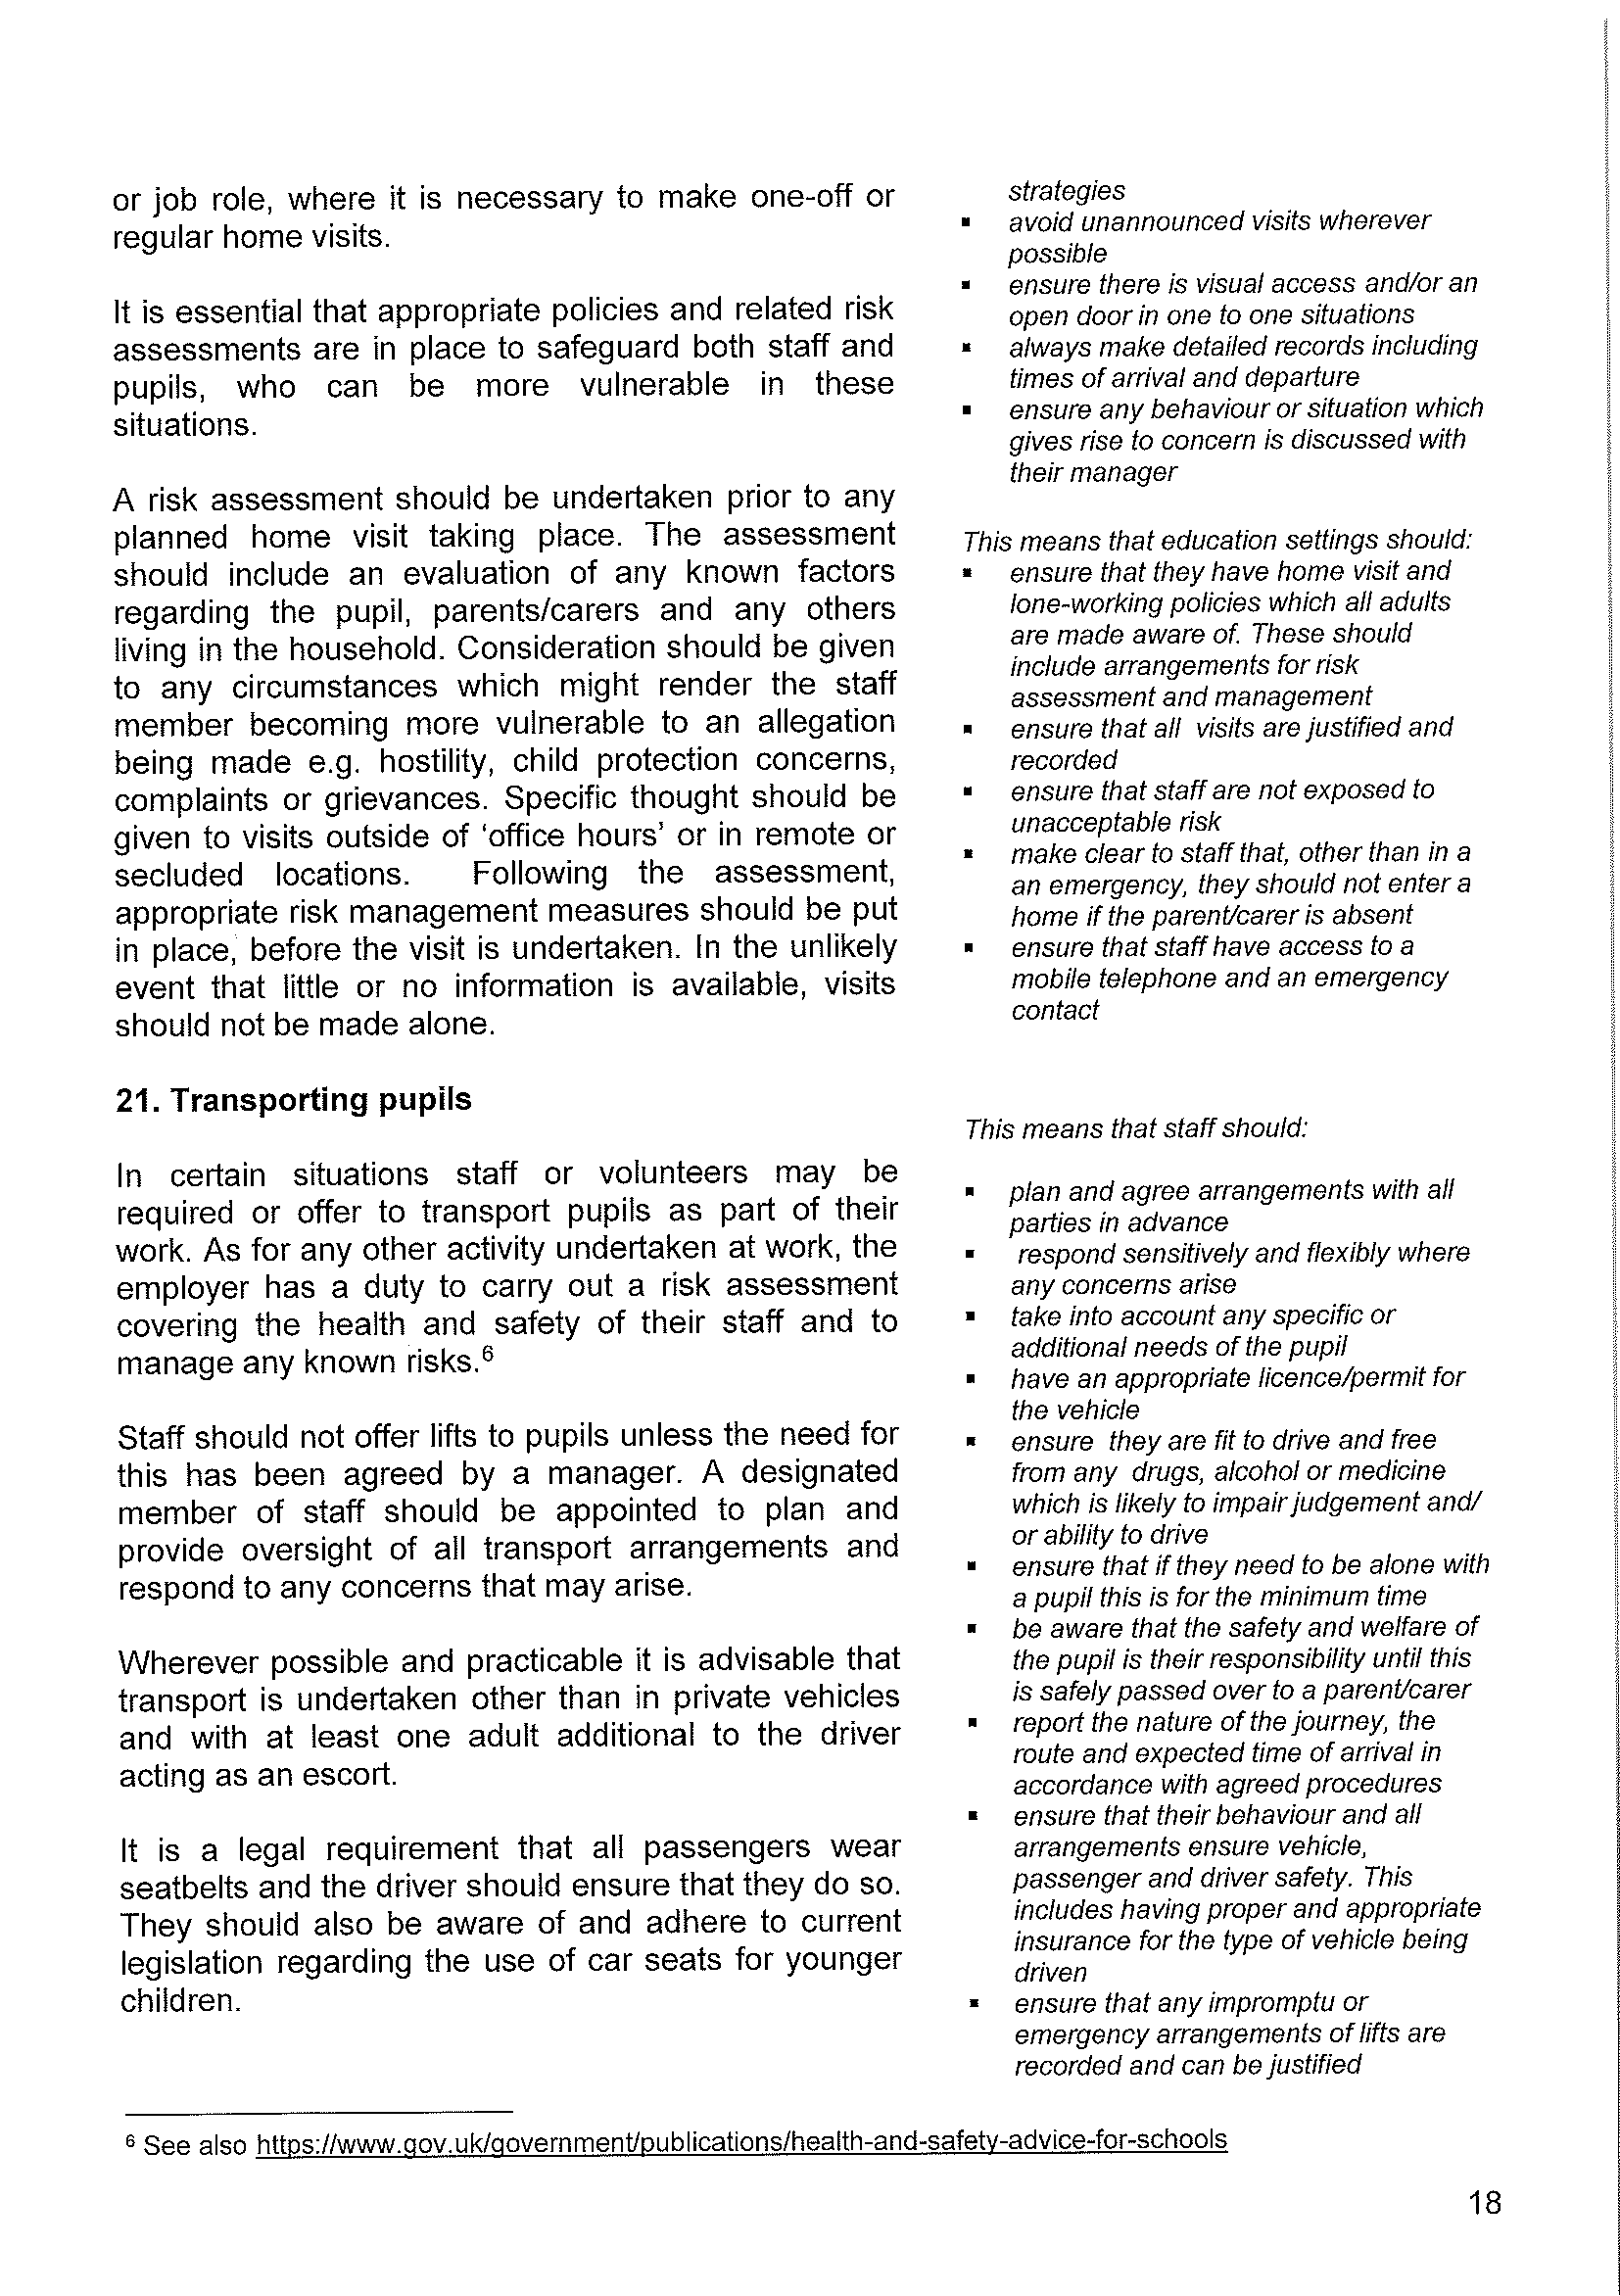 or job role, where it is necessary to make one-off or
regular home visits.
It is essential that appropriate policies and related risk
assessments are in place to safeguard both staff and
pupils, who can be more vulnerable in these
situations.
A risk assessment should be undertaken prior to any
planned home visit taking place. The assessment
should include an evaluation of any known factors
regarding the pupil, parents/carers and any others
living in the household. Consideration should be given
to any circumstances which might render the staff
member becoming more vulnerable to an allegation
being made e.g. hostility, child protection concerns,
complaints or grievances. Specific thought should be
given to visits outside of ‘office hours’ or in remote or
secluded locations. Following the assessment,
appropriate risk management measures should be put
in place, before the visit is undertaken. In the unlikely
event that little or no information is available, visits
should not be made alone.
strategies
▪ avoid unannounced visits wherever
possible
▪ ensure there is visual access and/or an
open door in one to one situations
▪ always make detailed records including
times of arrival and departure
▪ ensure any behaviour or situation which
gives rise to concern is discussed with
their manager
This means that education settings should:
▪ ensure that they have home visit and
lone-working policies which all adults
are made aware of. These should
include arrangements for risk
assessment and management
▪ ensure that all visits are justified and
recorded
▪ ensure that staff are not exposed to
unacceptable risk
▪ make clear to staff that, other than in a
an emergency, they should not enter a
home if the parent/carer is absent
▪ ensure that staff have access to a
mobile telephone and an emergency
contact
21. Transporting pupils
In certain situations staff or volunteers may be
required or offer to transport pupils as part of their
work. As for any other activity undertaken at work, the
employer has a duty to carry out a risk assessment
covering the health and safety of their staff and to
manage any known risks.⁶
Staff should not offer lifts to pupils unless the need for
this has been agreed by a manager. A designated
member of staff should be appointed to plan and
provide oversight of all transport arrangements and
respond to any concerns that may arise.
Wherever possible and practicable it is advisable that
transport is undertaken other than in private vehicles
and with at least one adult additional to the driver
acting as an escort.
It is a legal requirement that all passengers wear
seatbelts and the driver should ensure that they do so.
They should also be aware of and adhere to current
legislation regarding the use of car seats for younger
children.
This means that staff should:
▪ plan and agree arrangements with all
parties in advance
▪ respond sensitively and flexibly where
any concerns arise
▪ take into account any specific or
additional needs of the pupil
▪ have an appropriate licence/permit for
the vehicle
▪ ensure they are fit to drive and free
from any drugs, alcohol or medicine
which is likely to impair judgement and/
or ability to drive
▪ ensure that if they need to be alone with
a pupil this is for the minimum time
▪ be aware that the safety and welfare of
the pupil is their responsibility until this
is safely passed over to a parent/carer
▪ report the nature of the journey, the
route and expected time of arrival in
accordance with agreed procedures
▪ ensure that their behaviour and all
arrangements ensure vehicle,
passenger and driver safety. This
includes having proper and appropriate
insurance for the type of vehicle being
driven
▪ ensure that any impromptu or
emergency arrangements of lifts are
recorded and can be justified
⁶ See also https://www.gov.uk/government/publications/health-and-safety-advice-for-schools
18